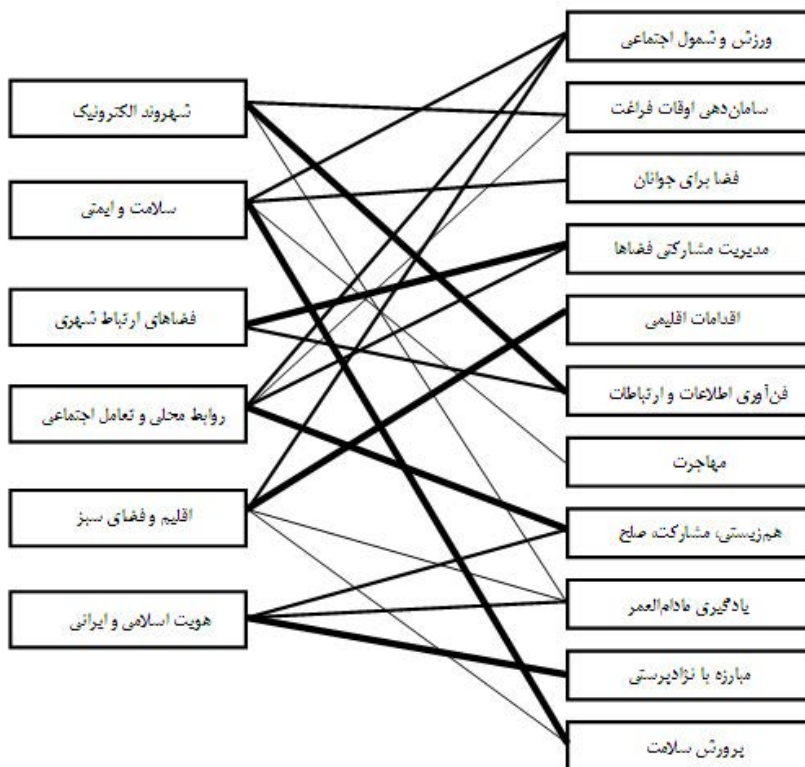 ورزش و شمول اجتماعی
سامان‌دهی اوقات فراغت
فضا برای جوانان
مدیریت مشارکتی فضاها
اقدامات اقلیمی
فن‌آوری اطلاعات و ارتباطات
مهاجرت
هم‌زیستی، مشارکت، صلح
یادگیری مادام‌العمر
مبارزه با نژادپرستی
پرورش سلامت
شهروند الکترونیک
سلامت و ایمنی
فضاهای ارتباط شهری
روابط محلی و تعامل اجتماعی
اقلیم و فضای سبز
هویت اسلامی و ایرانی